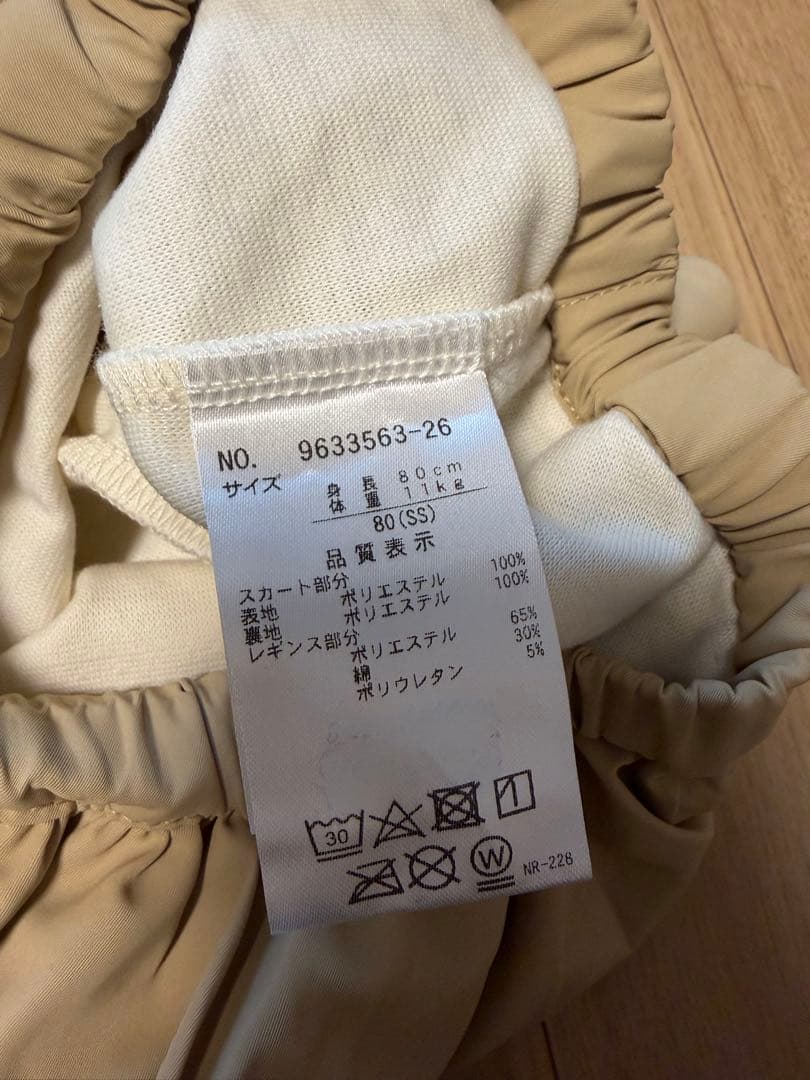 NO. 9633563-26
サイズ 身長 80cm
体重 11kg
80(SS)
品質表示
スカート部分
表地 ポリエステル 100%
裏地 ポリエステル 100%
レギンス部分
ポリエステル 65%
綿 30%
ポリウレタン 5%
30
W
NR-228